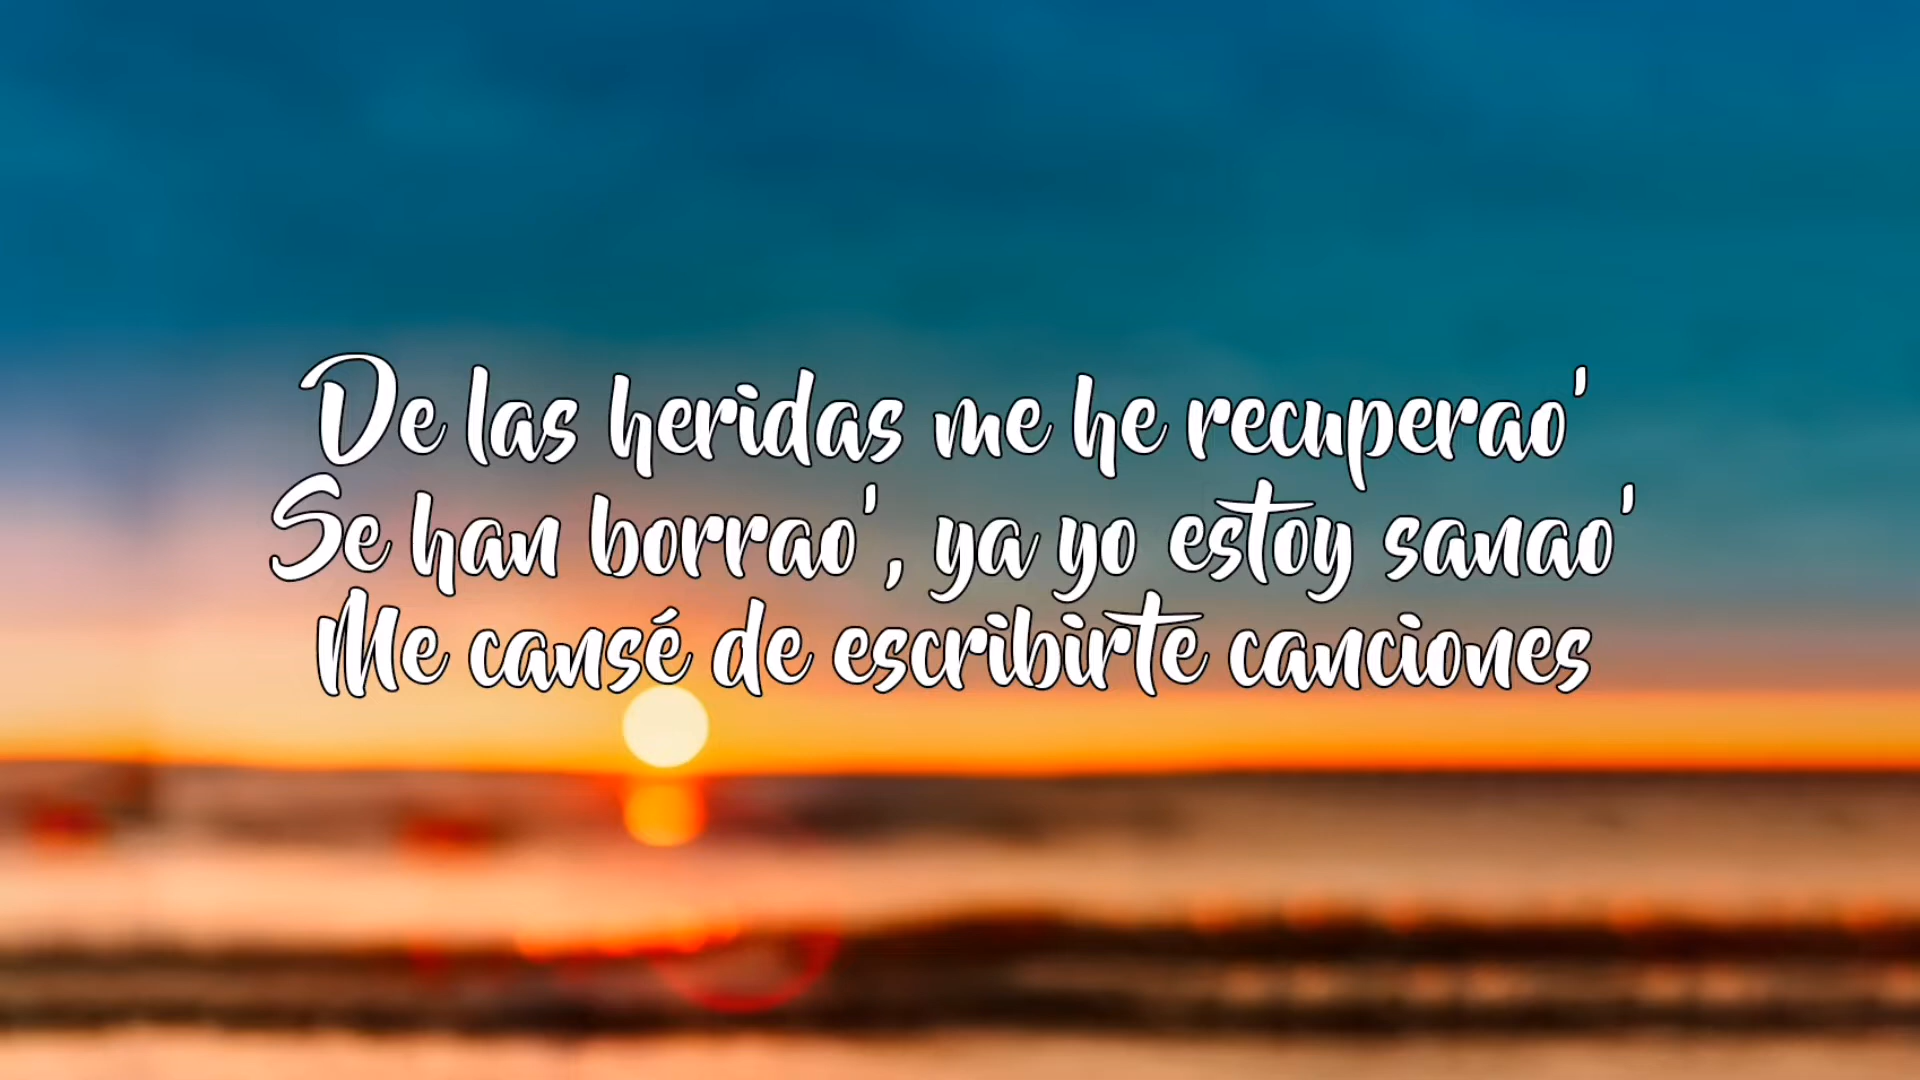 De las heridas me he recuperao'
Se han borrao', ya yo estoy sanao'
Me cansé de escribirte canciones